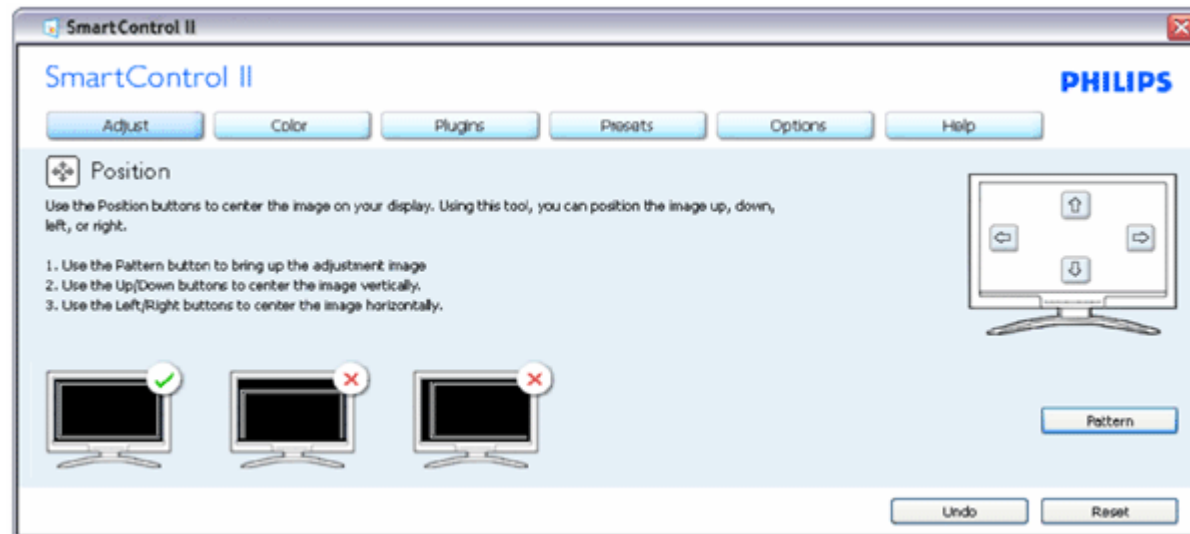 SmartControl II
SmartControl II
PHILIPS
Adjust
Color
Plugins
Presets
Options
Help
Position
Use the Position buttons to center the image on your display. Using this tool, you can position the image up, down,
left, or right.
1. Use the Pattern button to bring up the adjustment image
2. Use the Up/Down buttons to center the image vertically.
3. Use the Left/Right buttons to center the image horizontally.
Pattern
Undo
Reset